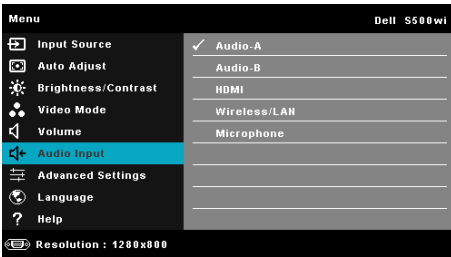 Menu
Dell S500wi
Input Source
Auto Adjust
Brightness/Contrast
Video Mode
Volume
Audio Input
Advanced Settings
Language
Help
Audio-A
Audio-B
HDMI
Wireless/LAN
Microphone
Resolution : 1280x800